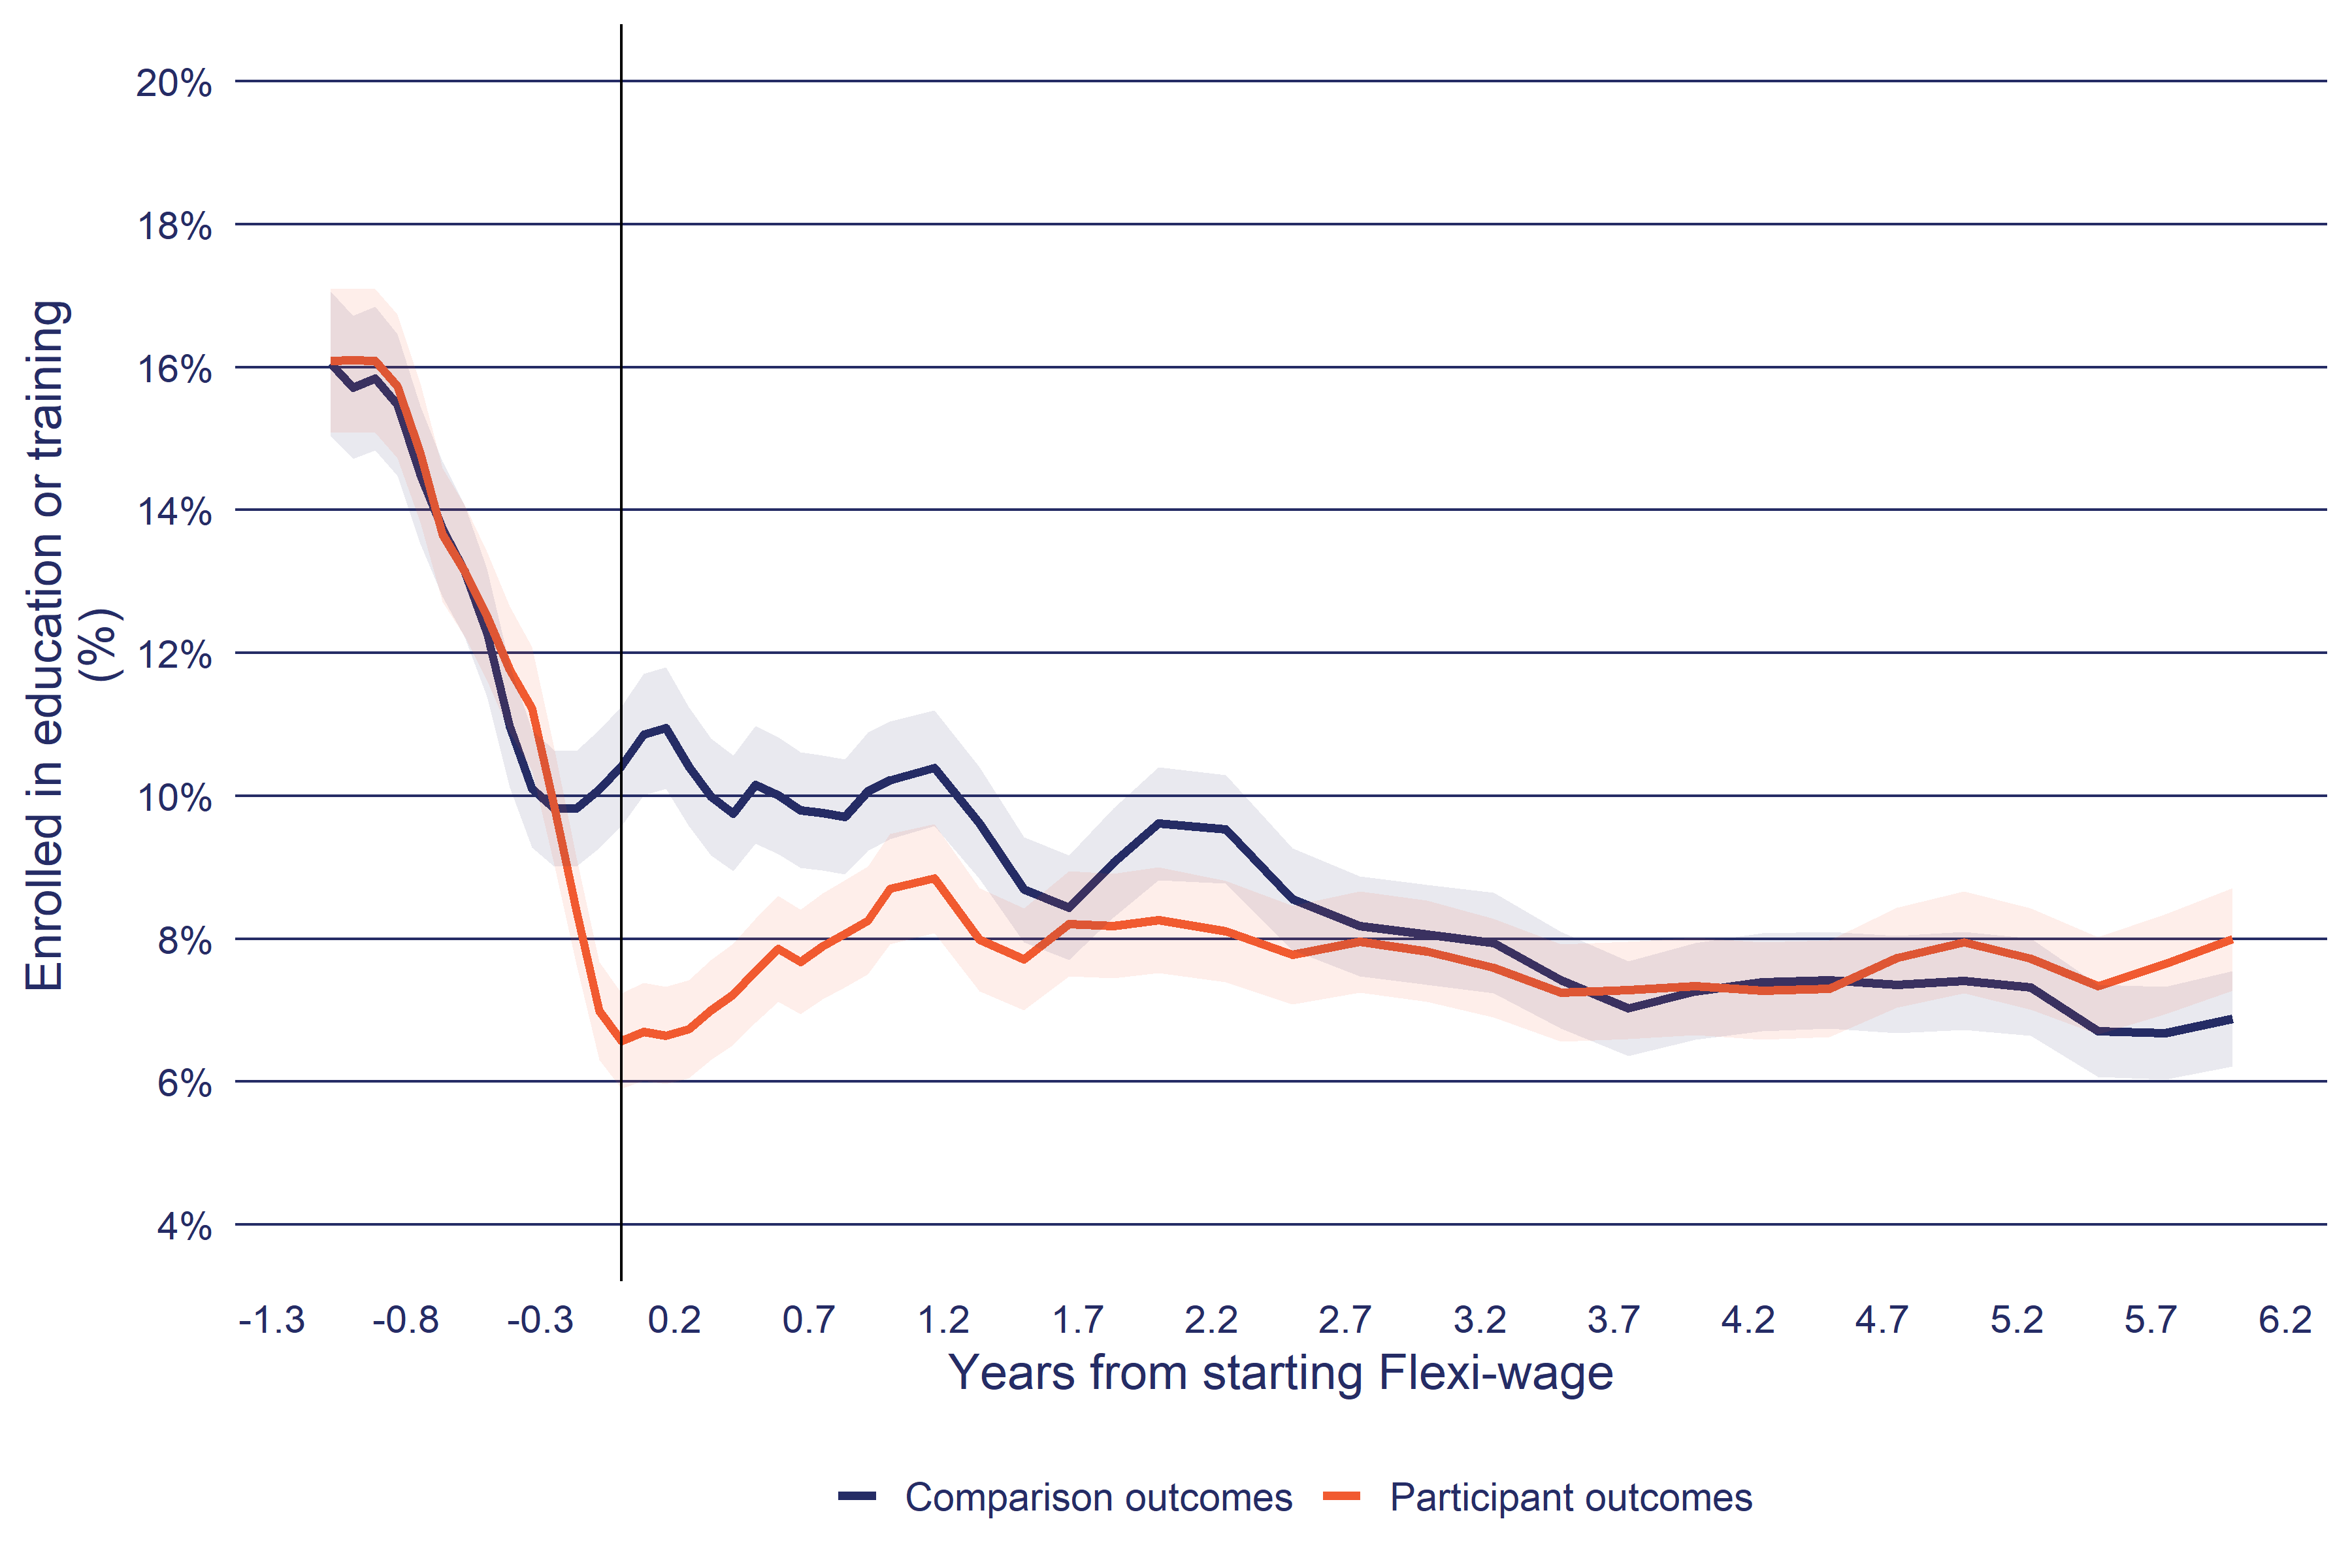 Enrolled in education or training
(%)
20%
18%
16%
14%
12%
10%
8%
6%
4%
-1.3 -0.8 -0.3 0.2 0.7 1.2 1.7 2.2 2.7 3.2 3.7 4.2 4.7 5.2 5.7 6.2
Years from starting Flexi-wage
Comparison outcomes Participant outcomes